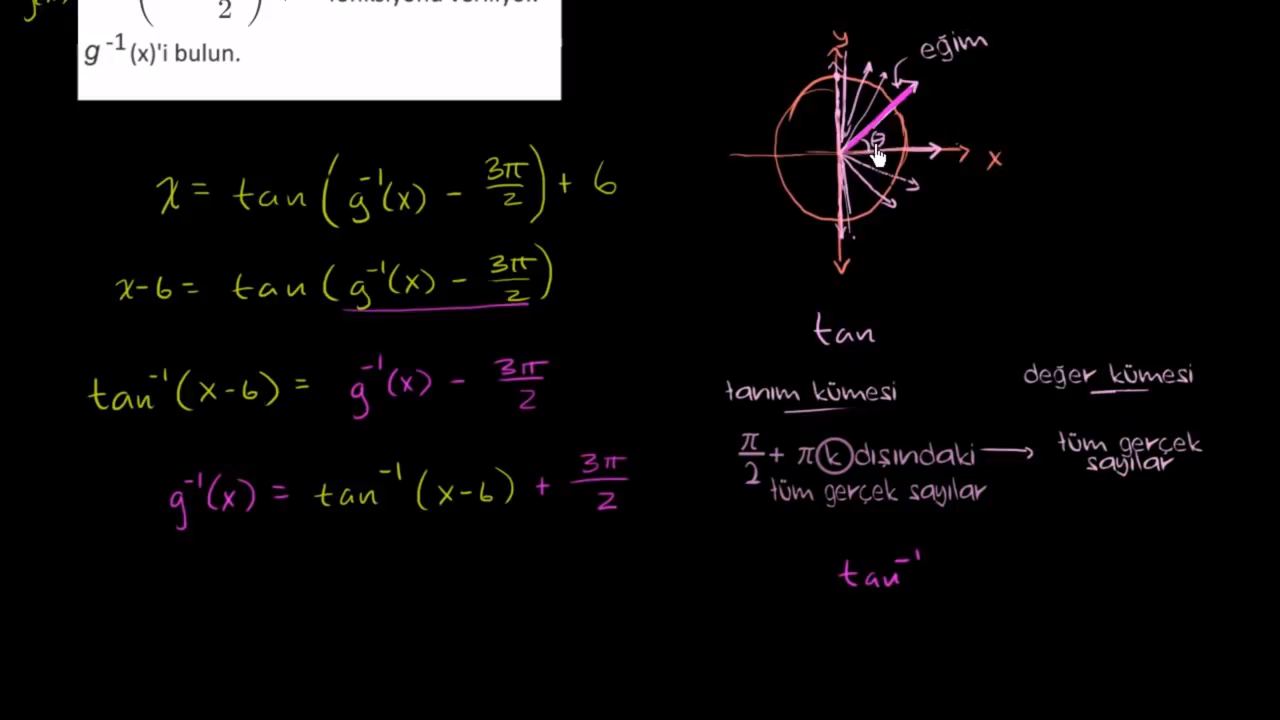 g⁻¹(x)'i bulun.
x = tan(g⁻¹(x) - 3π/2) + 6
x-6 = tan(g⁻¹(x) - 3π/2)
tan⁻¹(x-6) = g⁻¹(x) - 3π/2
g⁻¹(x) = tan⁻¹(x-6) + 3π/2
y
eğim
θ
x
tan
tanım kümesi
değer kümesi
π/2 + πk dışındaki → tüm gerçek
sayılar
tüm gerçek sayılar
tan⁻¹